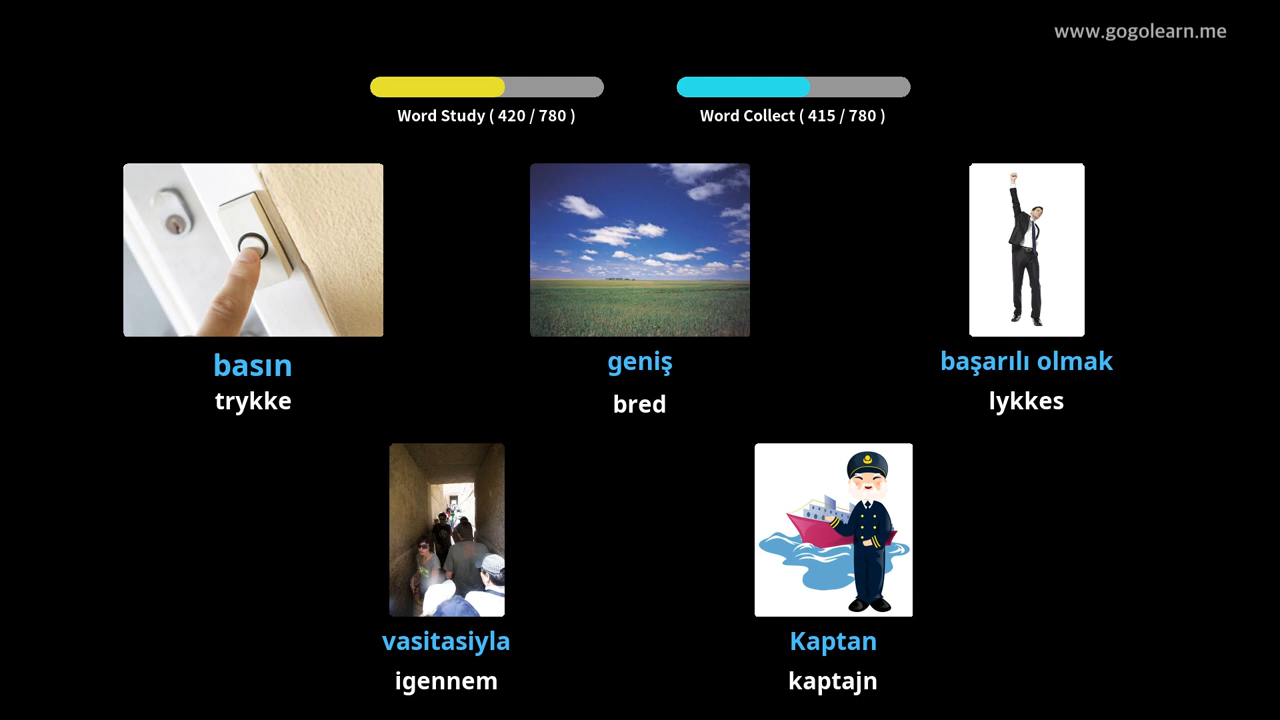 www.gogolearn.me
Word Study ( 420 / 780 )
Word Collect ( 415 / 780 )
basın
trykke
geniş
bred
başarılı olmak
lykkes
vasitasiyla
igennem
Kaptan
kaptajn